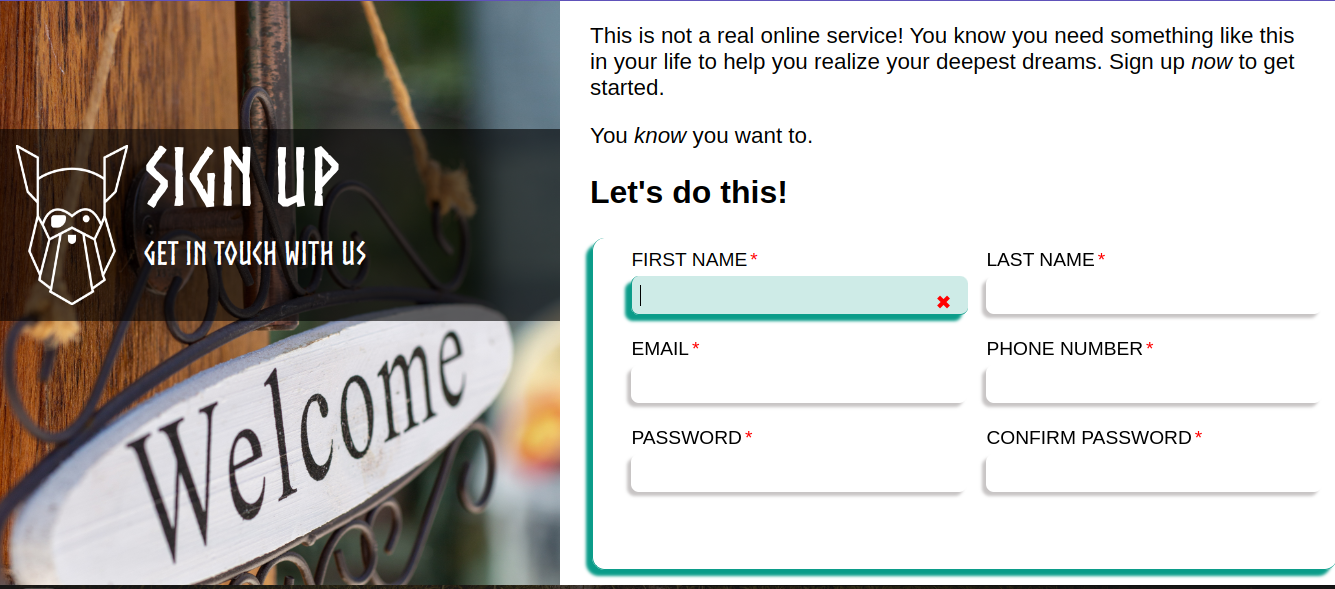 SIGN UP
GET IN TOUCH WITH US
Welcome
This is not a real online service! You know you need something like this
in your life to help you realize your deepest dreams. Sign up now to get
started.
You know you want to.
Let's do this!
FIRST NAME*
LAST NAME*
EMAIL*
PHONE NUMBER*
PASSWORD*
CONFIRM PASSWORD*